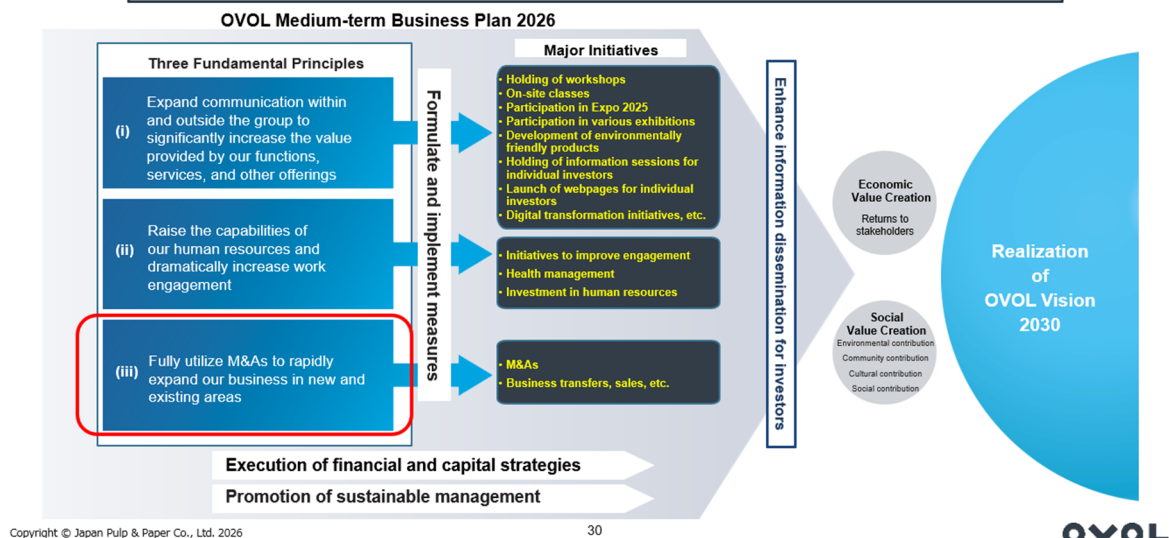 OVOL Medium-term Business Plan 2026
Three Fundamental Principles
(i)
Expand communication within
and outside the group to
significantly increase the value
provided by our functions,
services, and other offerings
(ii)
Raise the capabilities of
our human resources and
dramatically increase work
engagement
(iii)
Fully utilize M&As to rapidly
expand our business in new and
existing areas
Formulate and implement measures
Major Initiatives
• Holding of workshops
• On-site classes
• Participation in Expo 2025
• Participation in various exhibitions
• Development of environmentally
friendly products
• Holding of information sessions for
individual investors
• Launch of webpages for individual
investors
• Digital transformation initiatives, etc.
• Initiatives to improve engagement
• Health management
• Investment in human resources
• M&As
• Business transfers, sales, etc.
Execution of financial and capital strategies
Promotion of sustainable management
Enhance information dissemination for investors
Economic
Value Creation
Returns to
stakeholders
Social
Value Creation
Environmental contribution
Community contribution
Cultural contribution
Social contribution
Realization
of
OVOL Vision
2030
Copyright © Japan Pulp & Paper Co., Ltd. 2026
30
OVOL